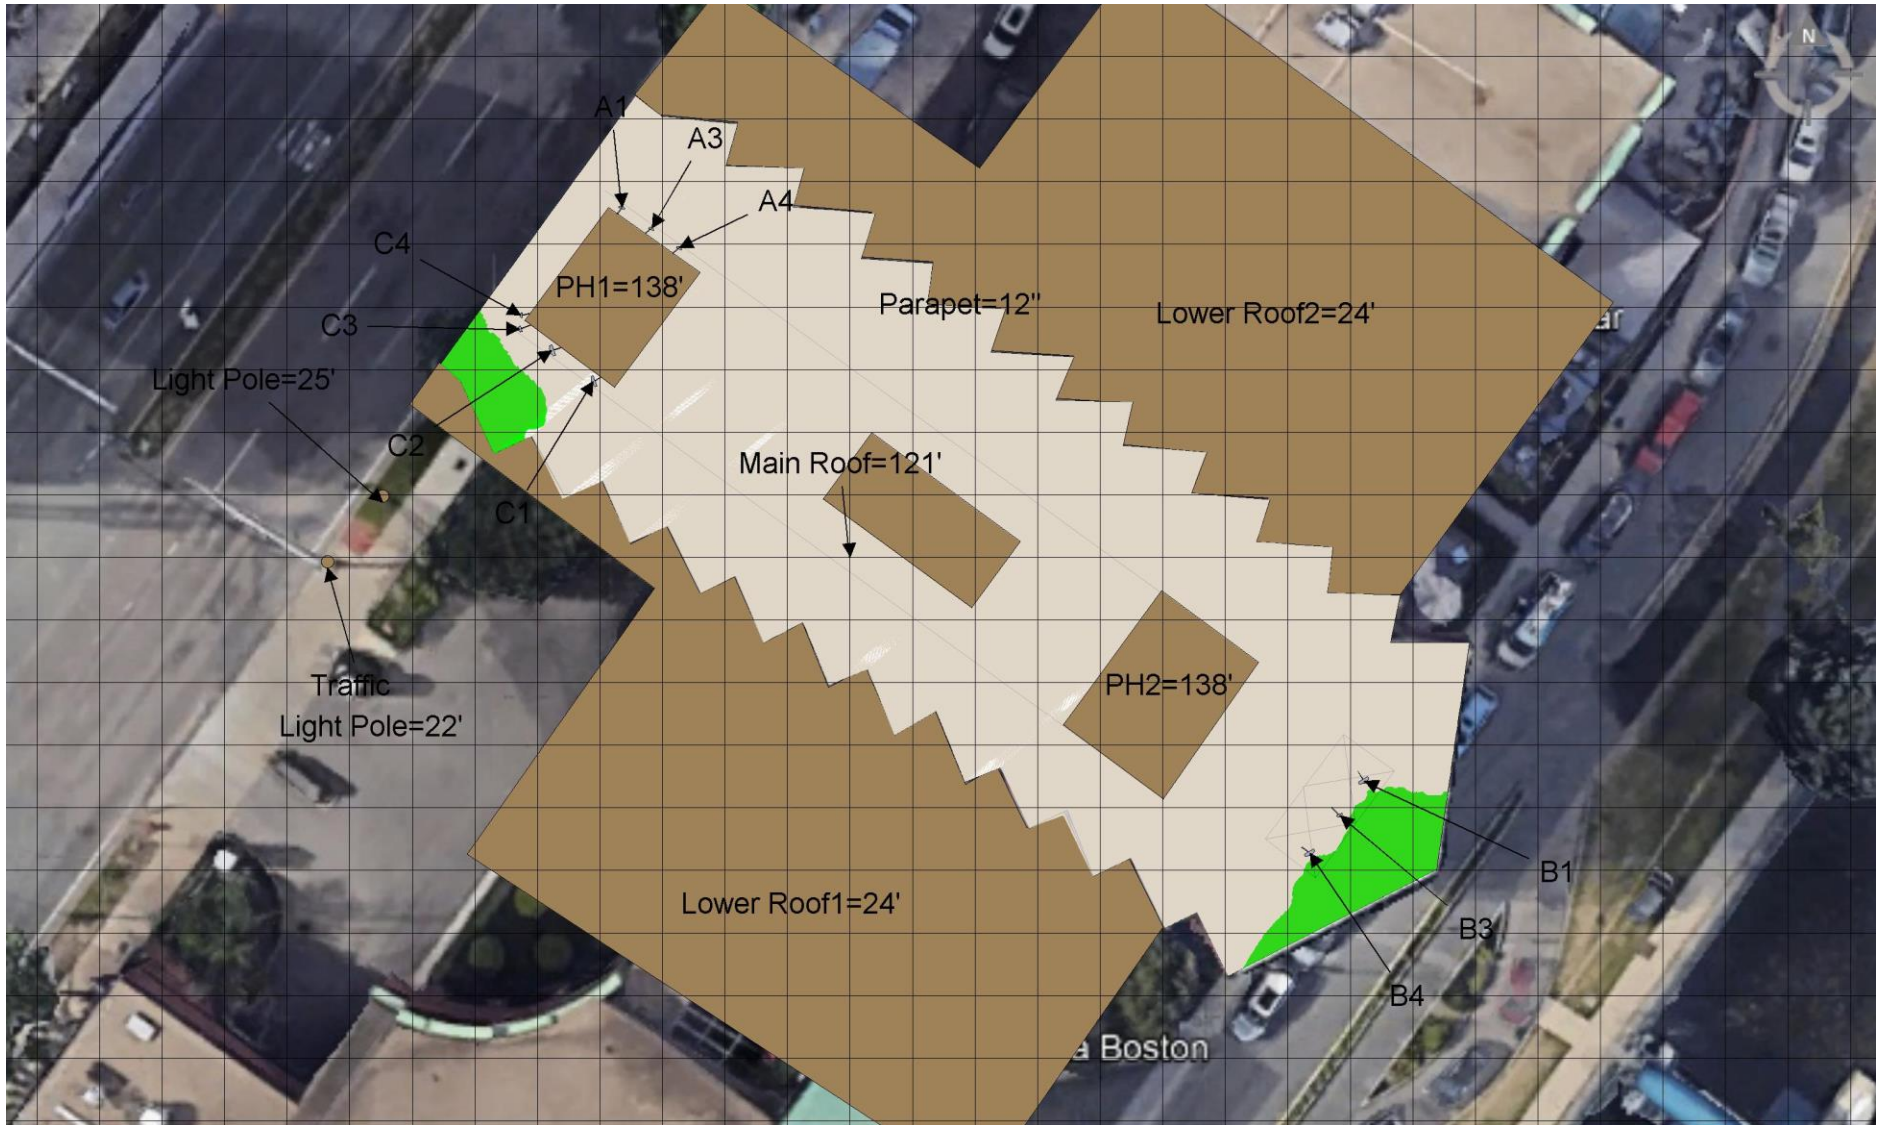 N
A1
A3
A4
C4
PH1=138'
Parapet=12"
Lower Roof2=24'
C3
ar
Light Pole=25'
C2
Main Roof=121'
C1
Traffic
Light Pole=22'
PH2=138'
B1
Lower Roof1=24'
B3
B4
a Boston